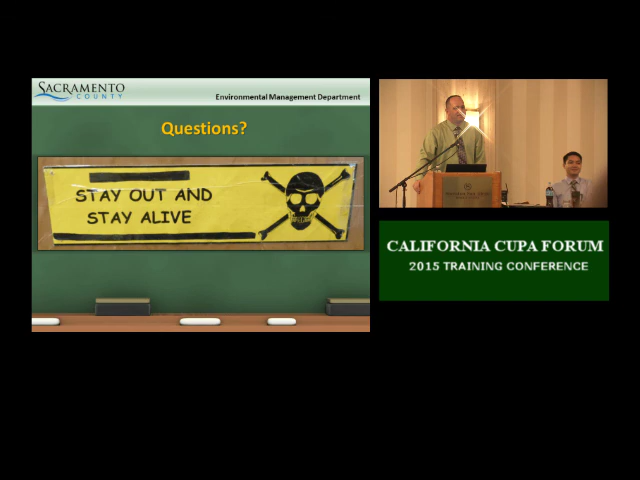 SACRAMENTO
COUNTY
Environmental Management Department
Questions?
STAY OUT AND
STAY ALIVE
CALIFORNIA CUPA FORUM
2015 TRAINING CONFERENCE